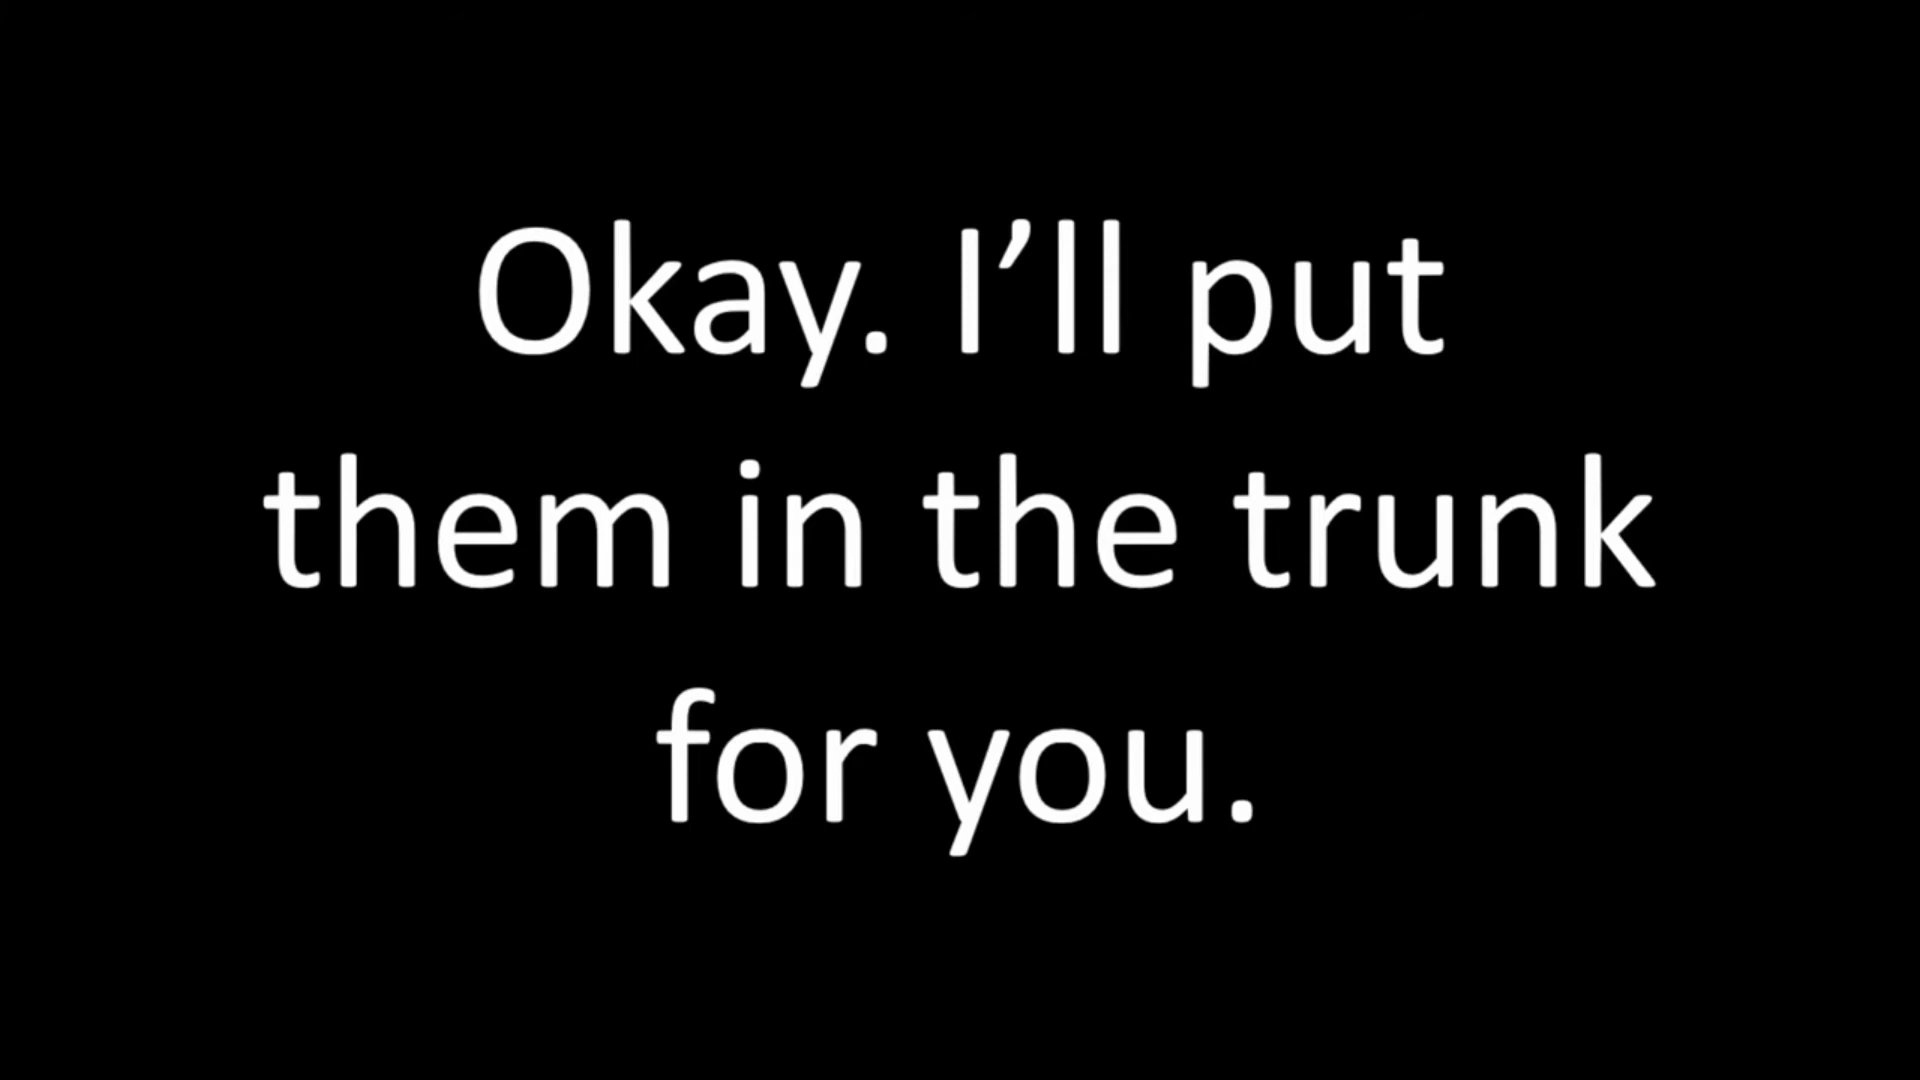 Okay. I’ll put
them in the trunk
for you.